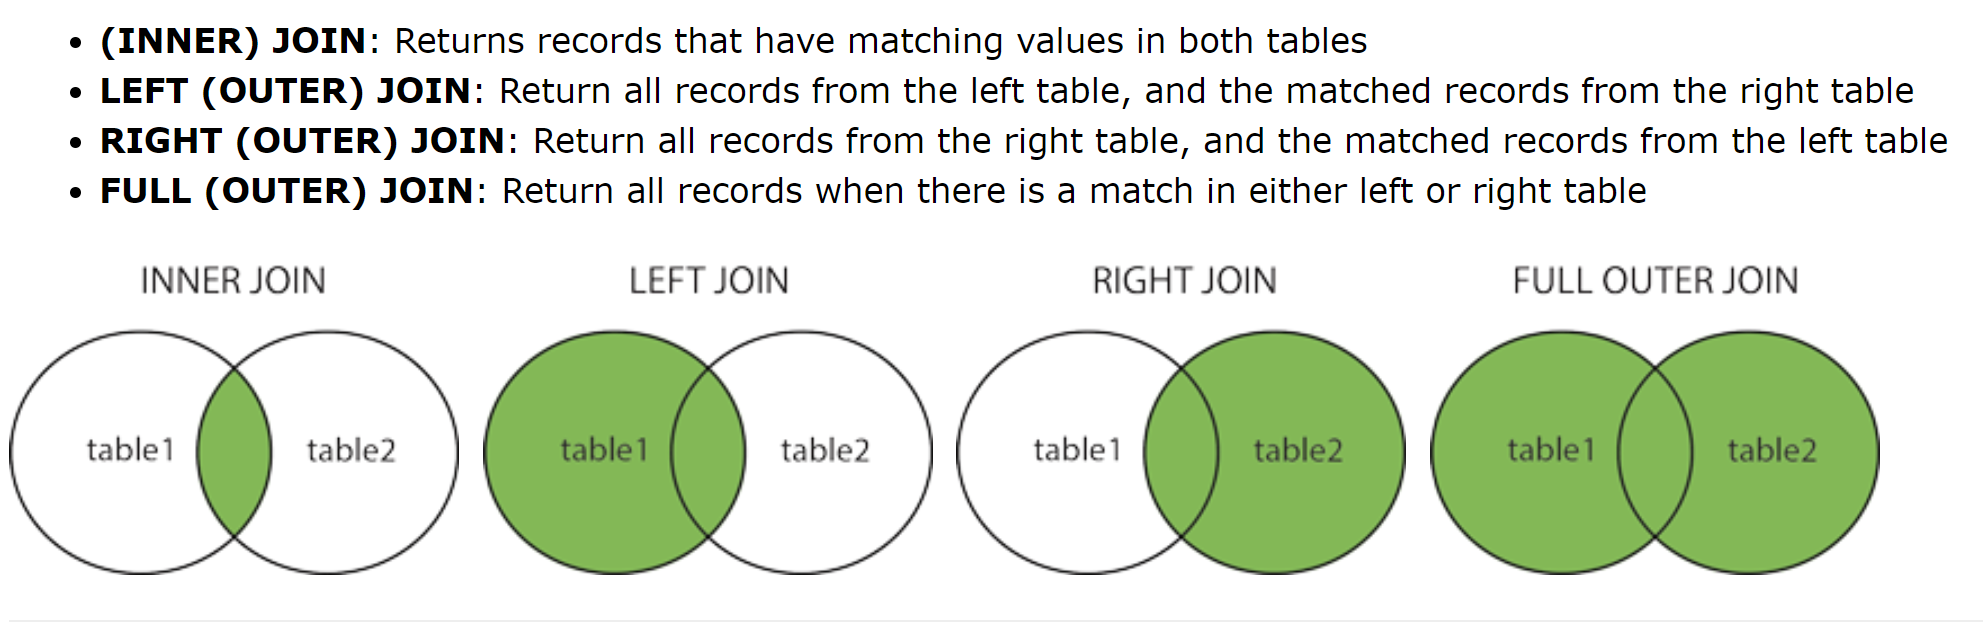 • (INNER) JOIN: Returns records that have matching values in both tables
• LEFT (OUTER) JOIN: Return all records from the left table, and the matched records from the right table
• RIGHT (OUTER) JOIN: Return all records from the right table, and the matched records from the left table
• FULL (OUTER) JOIN: Return all records when there is a match in either left or right table
INNER JOIN LEFT JOIN RIGHT JOIN FULL OUTER JOIN
table1 table2 table1 table2 table1 table2 table1 table2